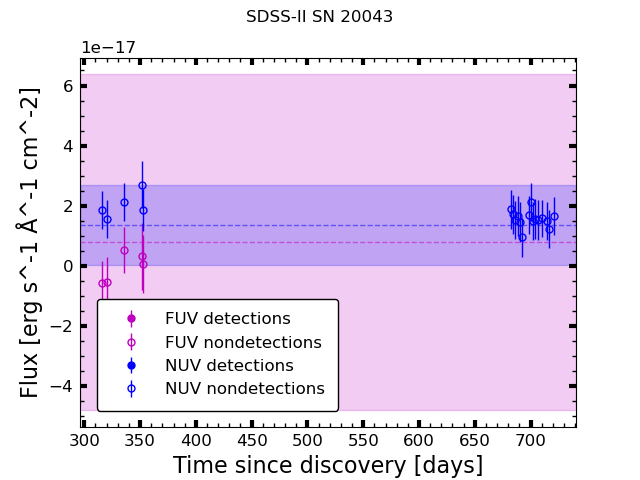 SDSS-II SN 20043
1e−17
Flux [erg s^-1 Å^-1 cm^-2]
6
4
2
0
−2
−4
FUV detections
FUV nondetections
NUV detections
NUV nondetections
300 350 400 450 500 550 600 650 700
Time since discovery [days]